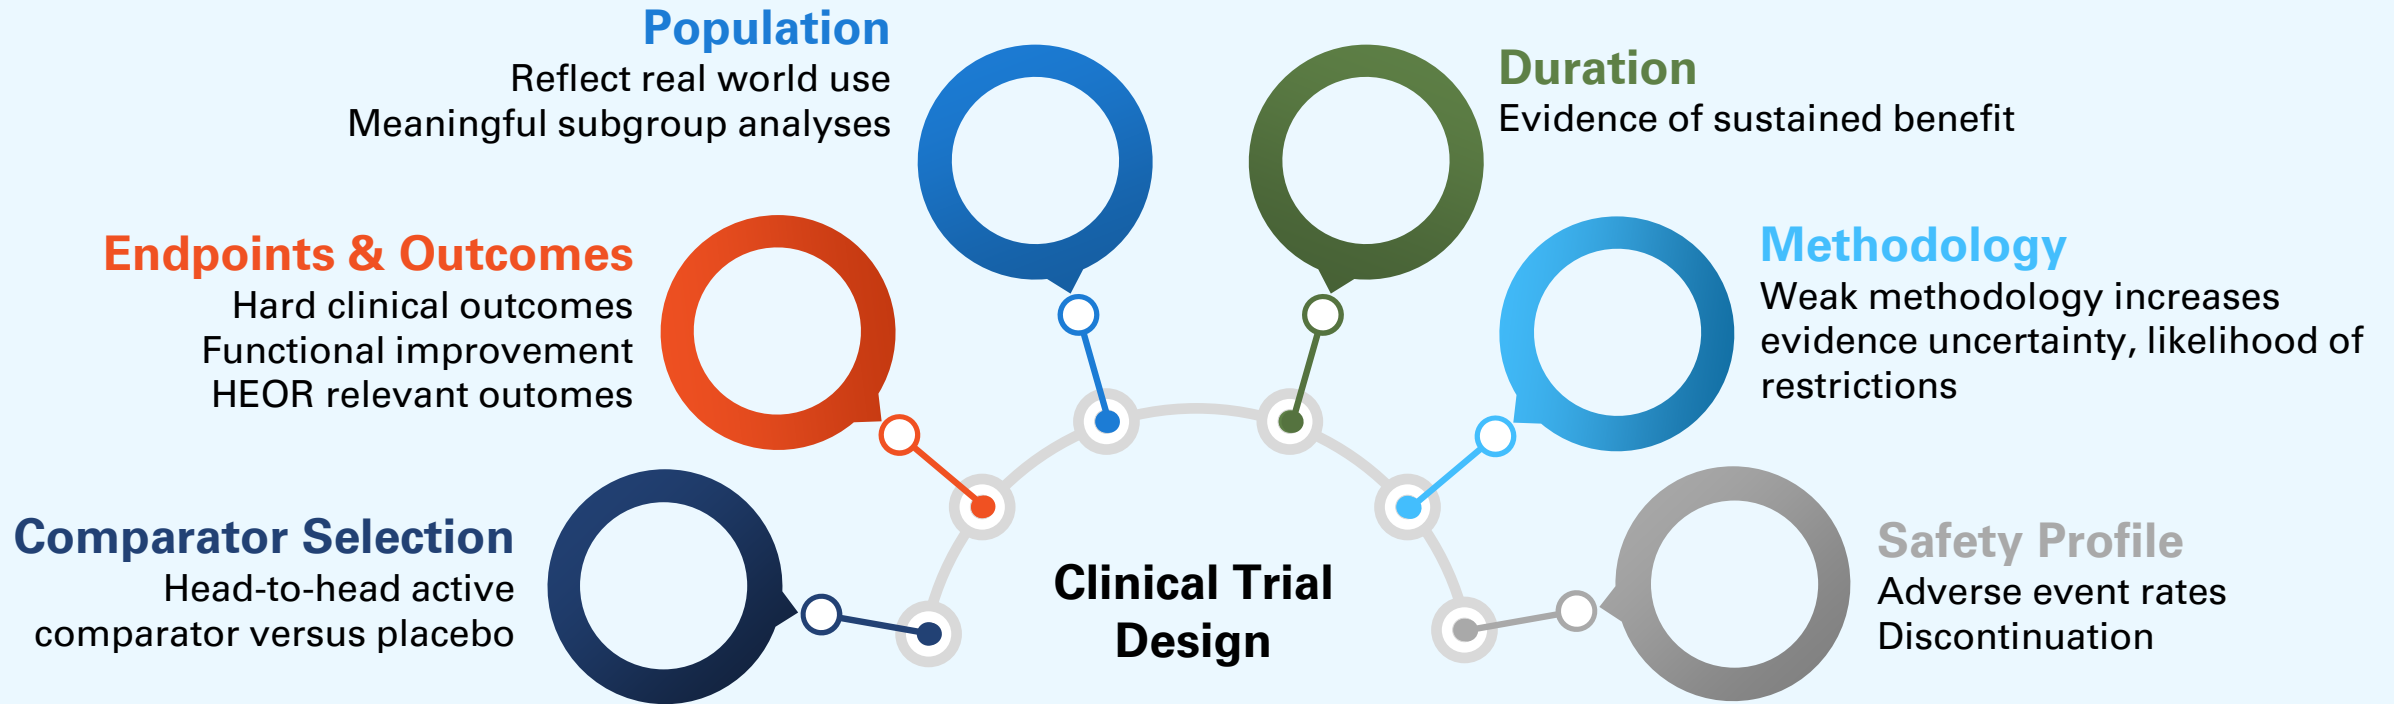 Population
Reflect real world use
Meaningful subgroup analyses
Duration
Evidence of sustained benefit
Endpoints & Outcomes
Hard clinical outcomes
Functional improvement
HEOR relevant outomes
Methodology
Weak methodology increases
evidence uncertainty, likelihood of
restrictions
Comparator Selection
Head-to-head active
comparator versus placebo
Clinical Trial
Design
Safety Profile
Adverse event rates
Discontinuation